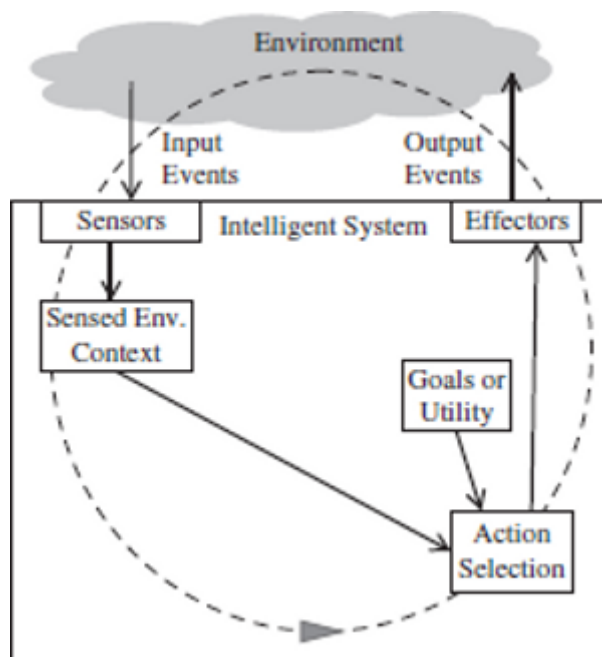 Environment
Input
Events
Output
Events
Sensors
Intelligent System
Effectors
Sensed Env.
Context
Goals or
Utility
Action
Selection